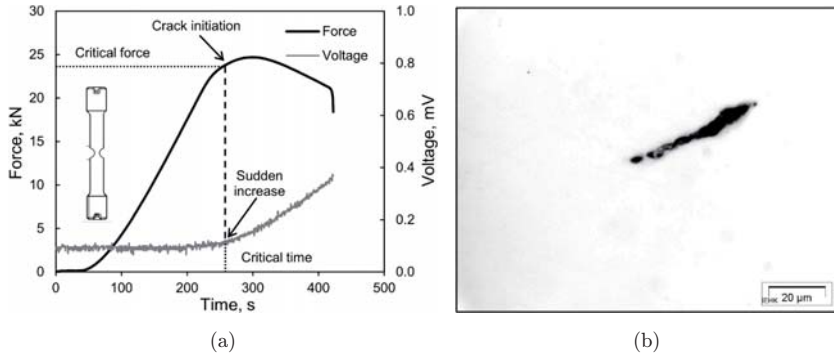 30
25
20
15
10
5
0
Force, kN
0
100
200
300
400
500
Time, s
1.0
0.8
0.6
0.4
0.2
0.0
Voltage, mV
Crack initiation
Force
Voltage
Critical force
Sudden
increase
Critical time
(a)
20 µm
(b)